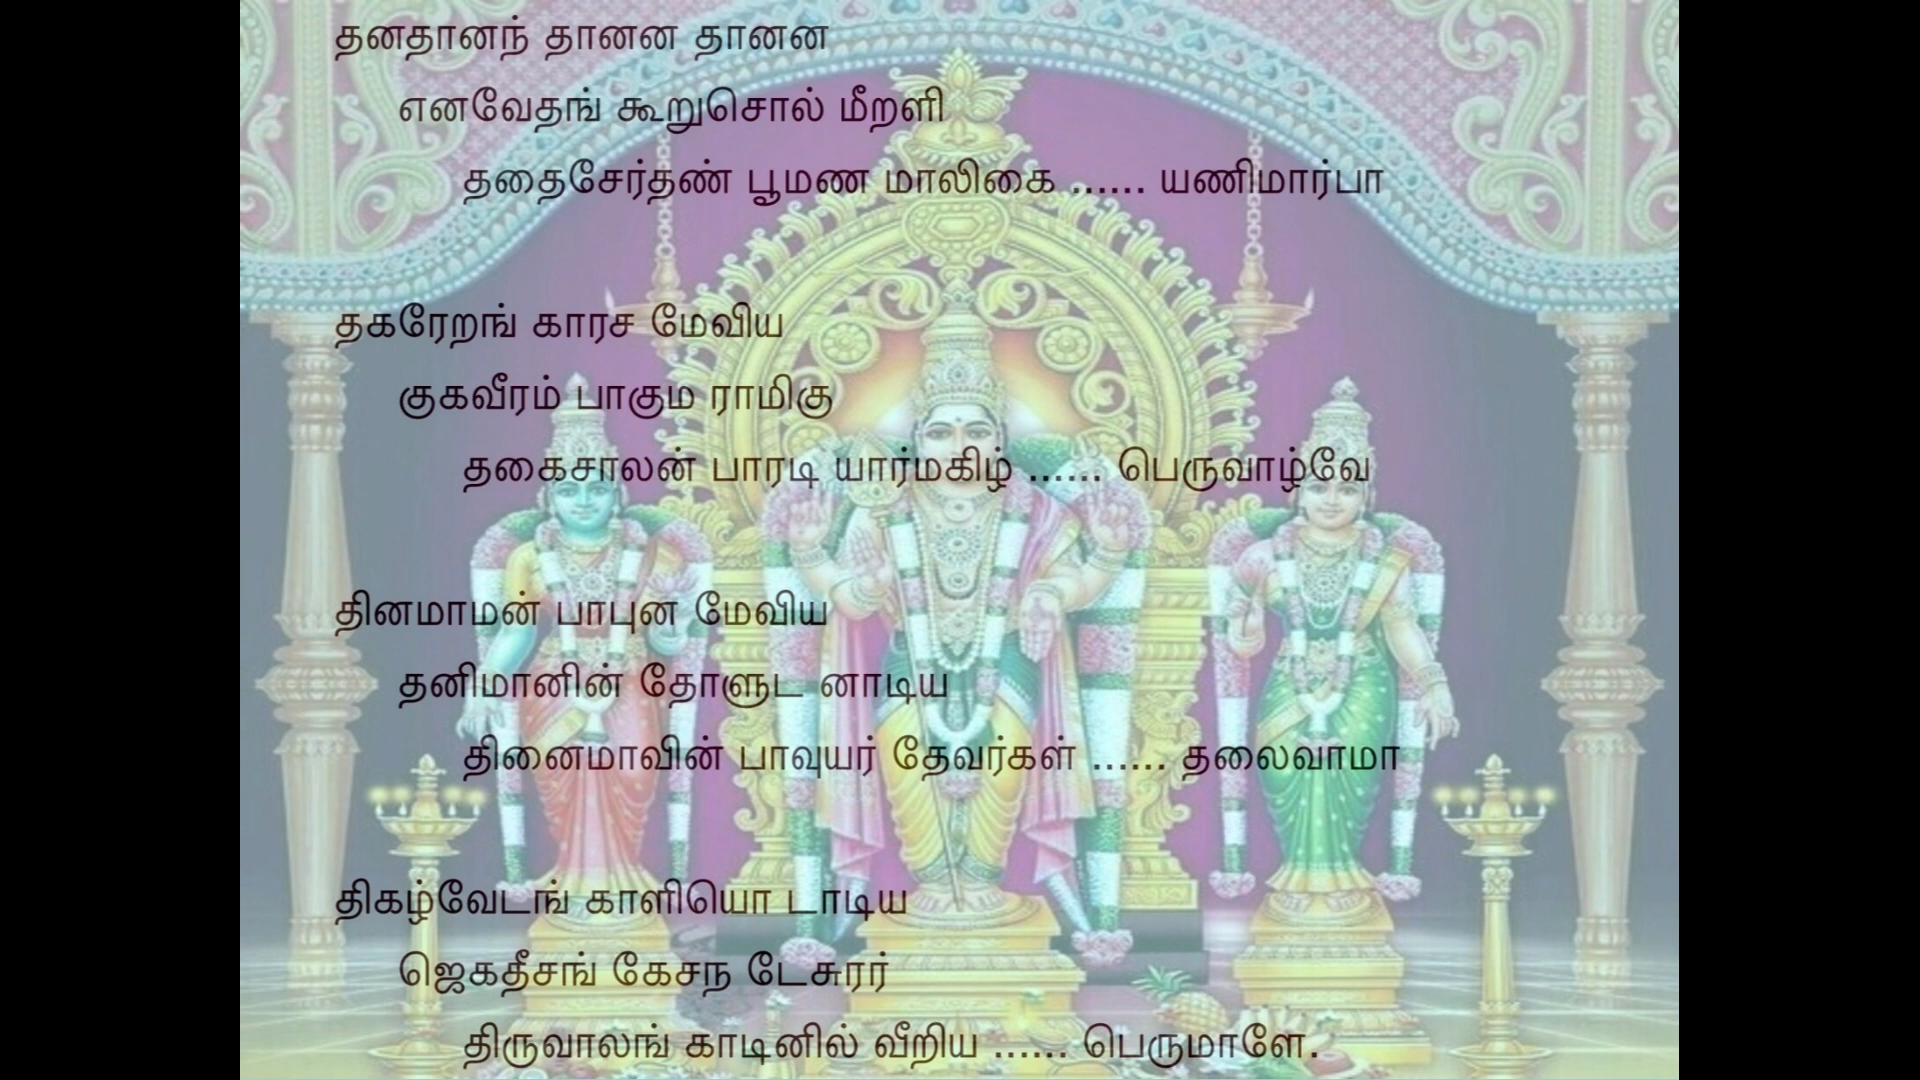 தனதானந் தானன தானன
எனவேதங் கூறுசொல் மீறளி
ததைசேர்தண் பூமண மாலிகை ...... யணிமார்பா
தகரேறங் காரச மேவிய
குகவீரம் பாகும ராமிகு
தகைசாலன் பாரடி யார்மகிழ் ...... பெருவாழ்வே
தினமாமன் பாபுன மேவிய
தனிமானின் தோளுட னாடிய
தினைமாவின் பாவுயர் தேவர்கள் ...... தலைவாமா
திகழ்வேடங் காளியொ டாடிய
ஜெகதீசங் கேசந டேசுரர்
திருவாலங் காடினில் வீறிய ...... பெருமாளே.